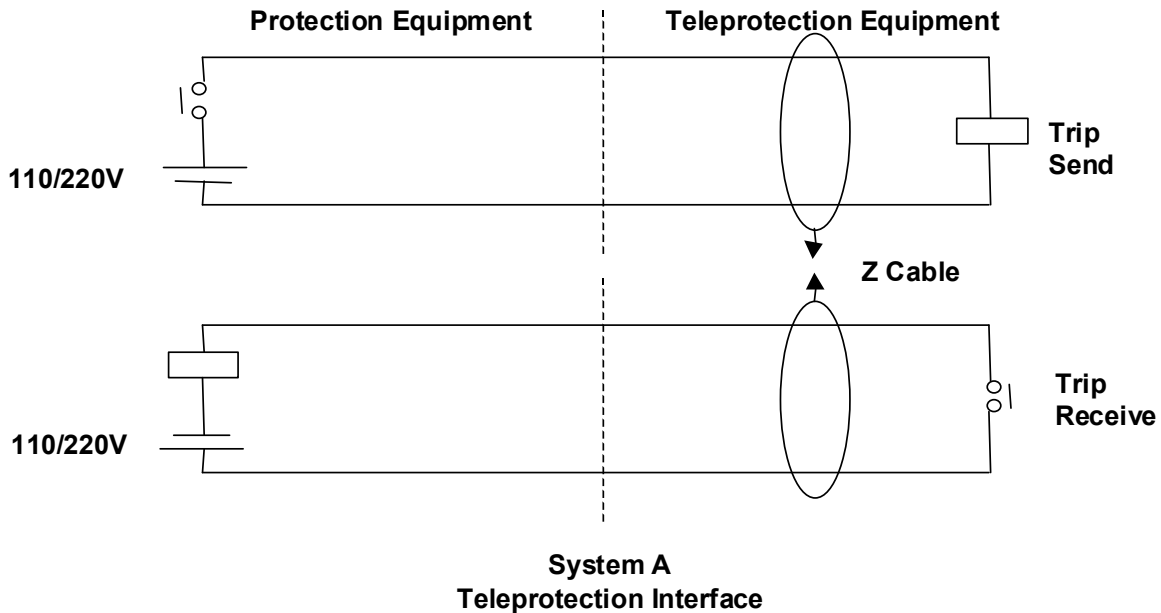 Protection Equipment
Teleprotection Equipment
110/220V
Trip
Send
Z Cable
110/220V
Trip
Receive
System A
Teleprotection Interface